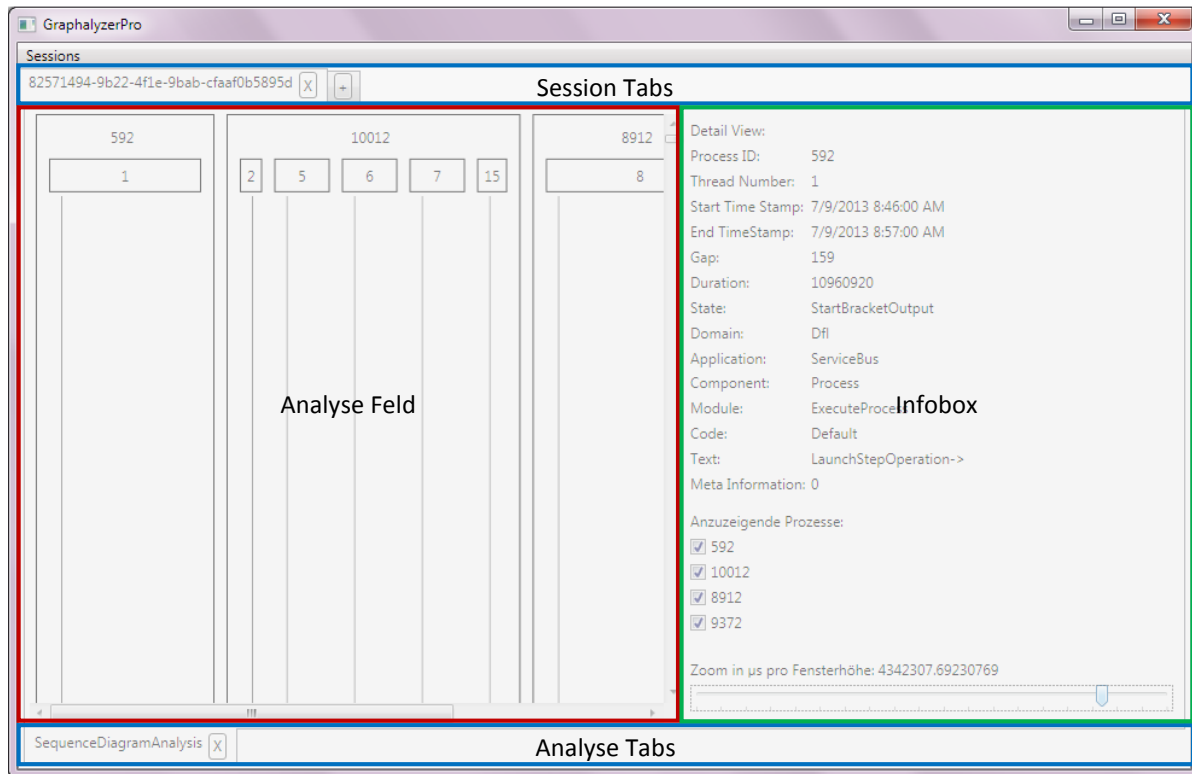 GraphalyzerPro
Sessions
82571494-9b22-4f1e-9bab-cfaaf0b5895d X +
Session Tabs
592 10012 8912
1 2 5 6 7 15 8
Analyse Feld
Detail View:
Process ID: 592
Thread Number: 1
Start Time Stamp: 7/9/2013 8:46:00 AM
End TimeStamp: 7/9/2013 8:57:00 AM
Gap: 159
Duration: 10960920
State: StartBracketOutput
Domain: Dfl
Application: ServiceBus
Component: Process
Module: ExecuteProcess
Infobox
Code: Default
Text: LaunchStepOperation->
Meta Information: 0
Anzuzeigende Prozesse:
592
10012
8912
9372
Zoom in µs pro Fensterhöhe: 4342307.69230769
SequenceDiagramAnalysis X
Analyse Tabs